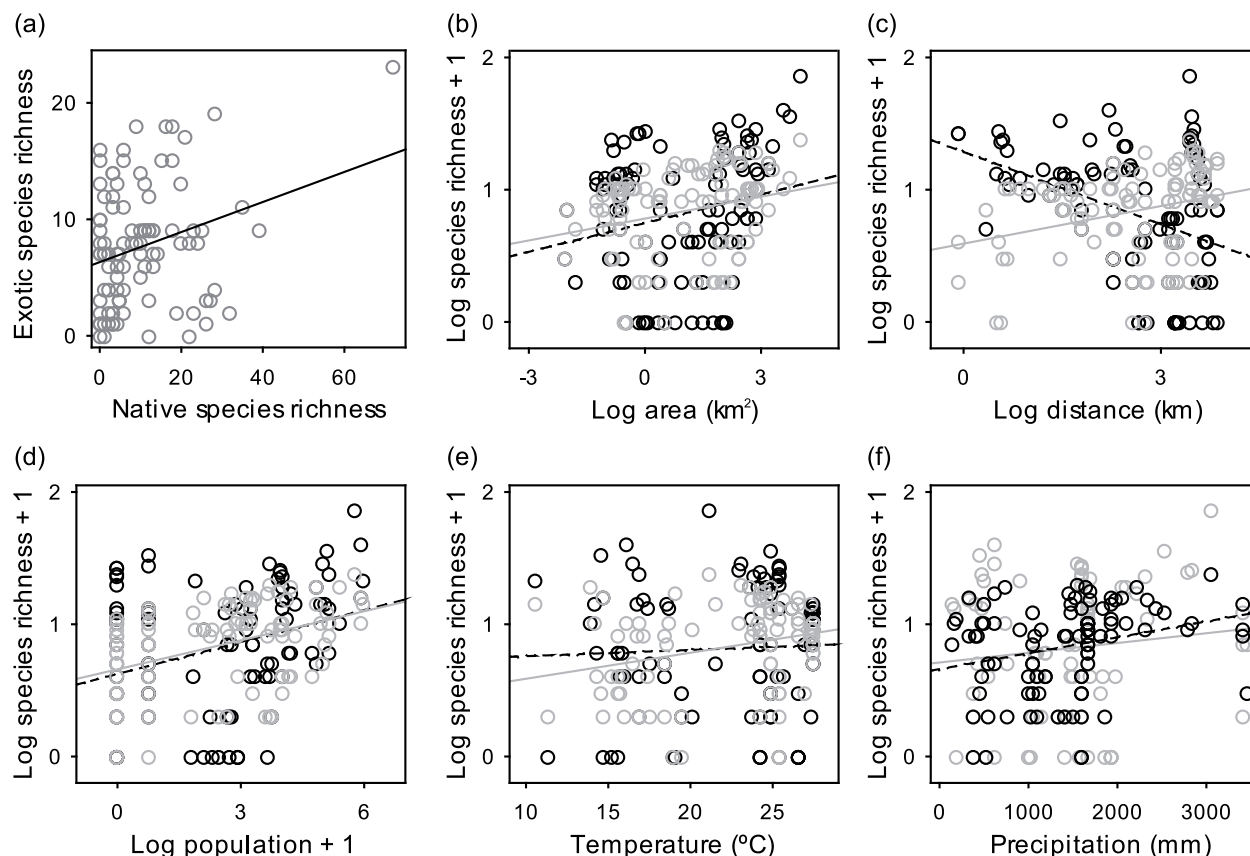 (a)
Exotic species richness
20
10
0
0 20 40 60
Native species richness
(b)
Log species richness + 1
2
1
0
-3 0 3
Log area (km²)
(c)
Log species richness + 1
2
1
0
0 3
Log distance (km)
(d)
Log species richness + 1
2
1
0
0 3 6
Log population + 1
(e)
Log species richness + 1
2
1
0
10 15 20 25
Temperature (ºC)
(f)
Log species richness + 1
2
1
0
0 1000 2000 3000
Precipitation (mm)